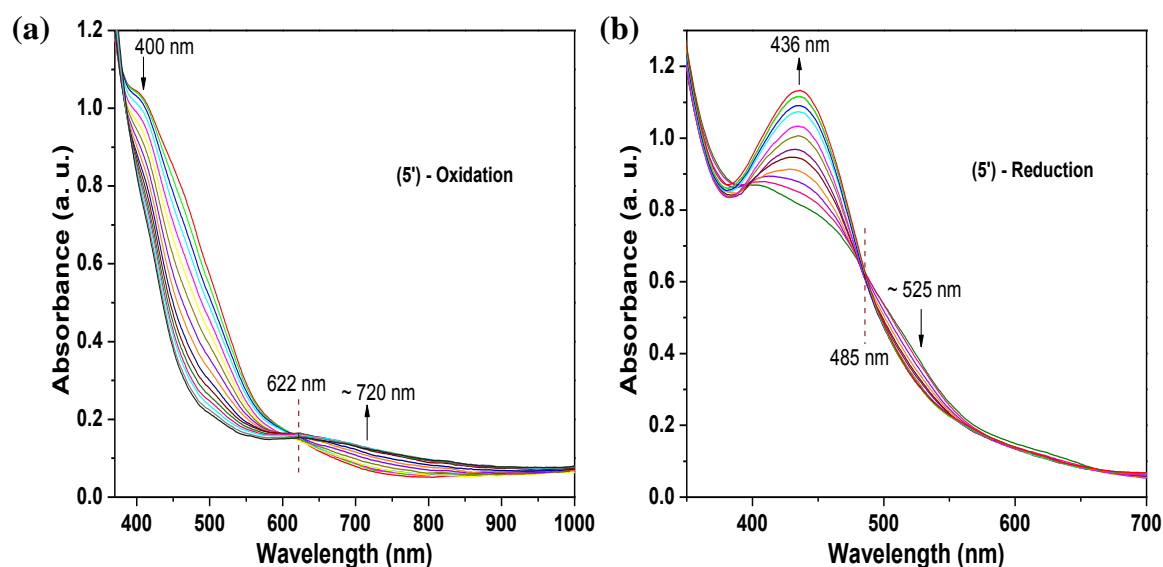 (a)
1.2
1.0
0.8
0.6
0.4
0.2
0.0
Absorbance (a. u.)
400 nm
(5') - Oxidation
622 nm
~ 720 nm
400 500 600 700 800 900 1000
Wavelength (nm)
(b)
1.2
1.0
0.8
0.6
0.4
0.2
0.0
Absorbance (a. u.)
436 nm
(5') - Reduction
~ 525 nm
485 nm
400 500 600 700
Wavelength (nm)